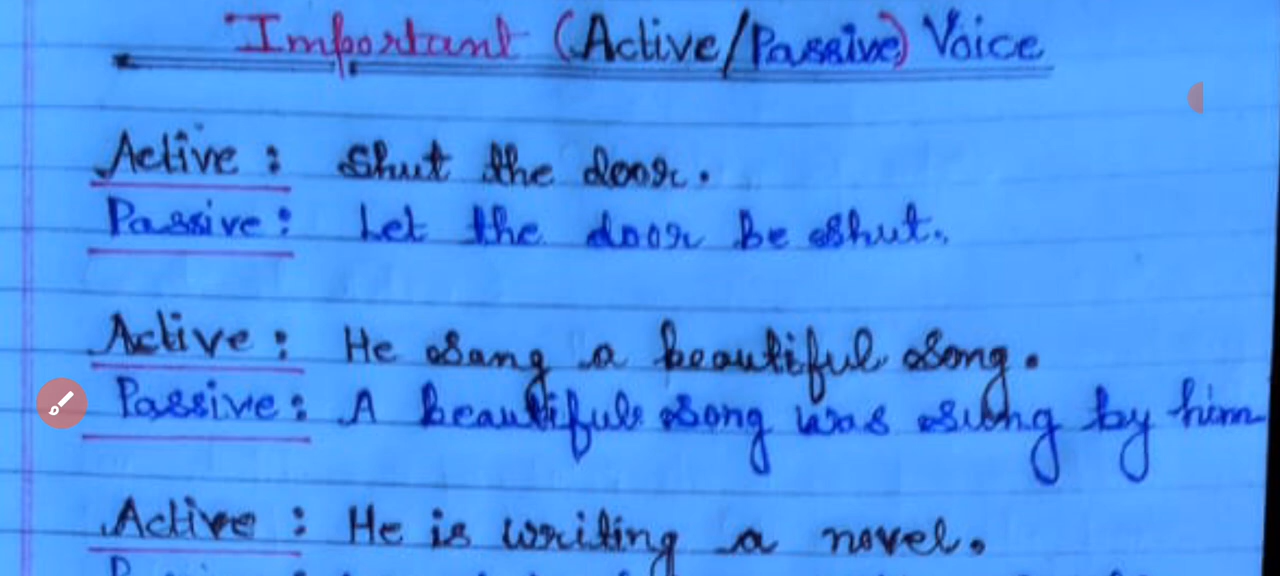 Important (Active/Passive) Voice
Active : Shut the door.
Passive : Let the door be shut.
Active : He sang a beautiful song.
Passive : A beautiful song was sung by him
Active : He is writing a novel.